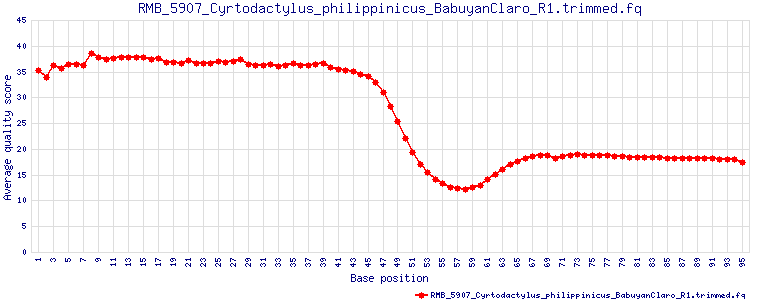 RMB_5907_Cyrtodactylus_philippinicus_BabuyanClaro_R1.trimmed.fq
45
40
35
30
25
20
15
10
5
0
Average quality score
1 3 5 7 9 11 13 15 17 19 21 23 25 27 29 31 33 35 37 39 41 43 45 47 49 51 53 55 57 59 61 63 65 67 69 71 73 75 77 79 81 83 85 87 89 91 93 95
Base position
RMB_5907_Cyrtodactylus_philippinicus_BabuyanClaro_R1.trimmed.fq